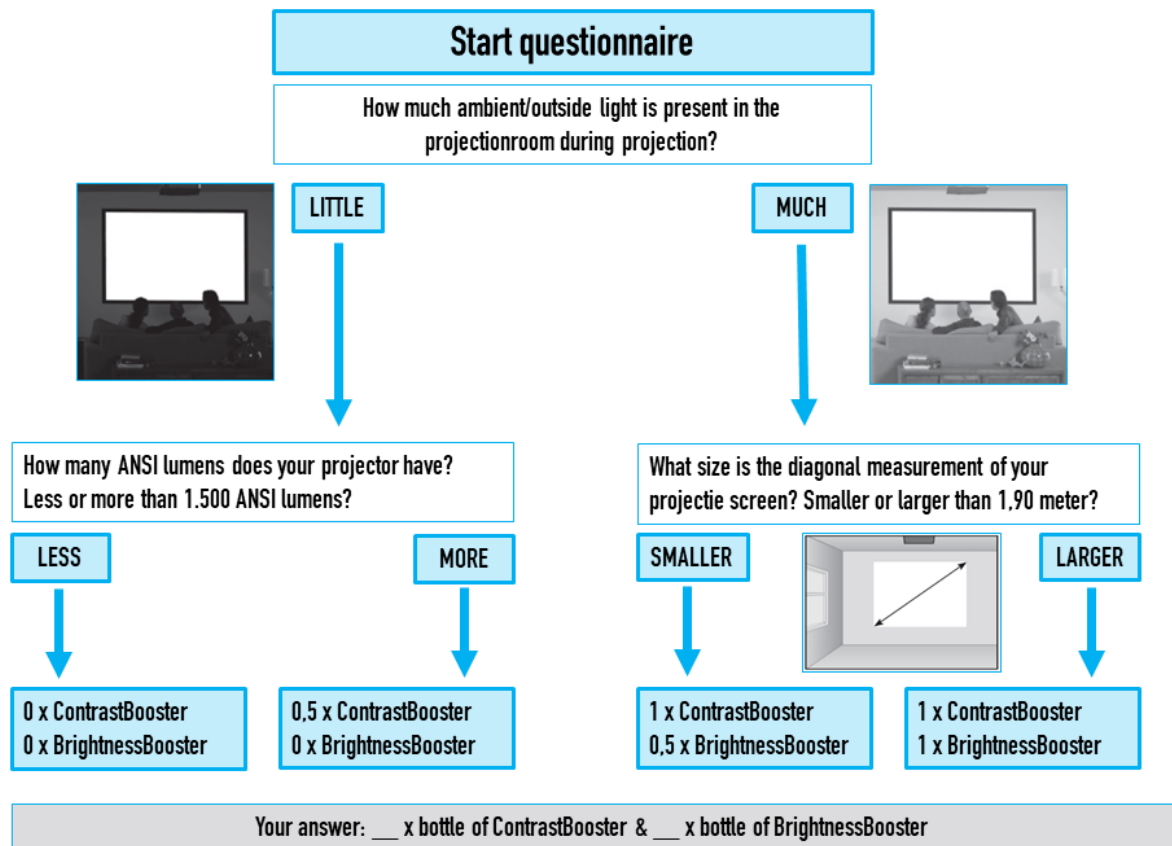 Start questionnaire
How much ambient/outside light is present in the
projectionroom during projection?
LITTLE
MUCH
How many ANSI lumens does your projector have?
Less or more than 1.500 ANSI lumens?
What size is the diagonal measurement of your
projectie screen? Smaller or larger than 1,90 meter?
LESS
MORE
SMALLER
LARGER
0 x ContrastBooster
0 x BrightnessBooster
0,5 x ContrastBooster
0 x BrightnessBooster
1 x ContrastBooster
0,5 x BrightnessBooster
1 x ContrastBooster
1 x BrightnessBooster
Your answer: __ x bottle of ContrastBooster & __ x bottle of BrightnessBooster